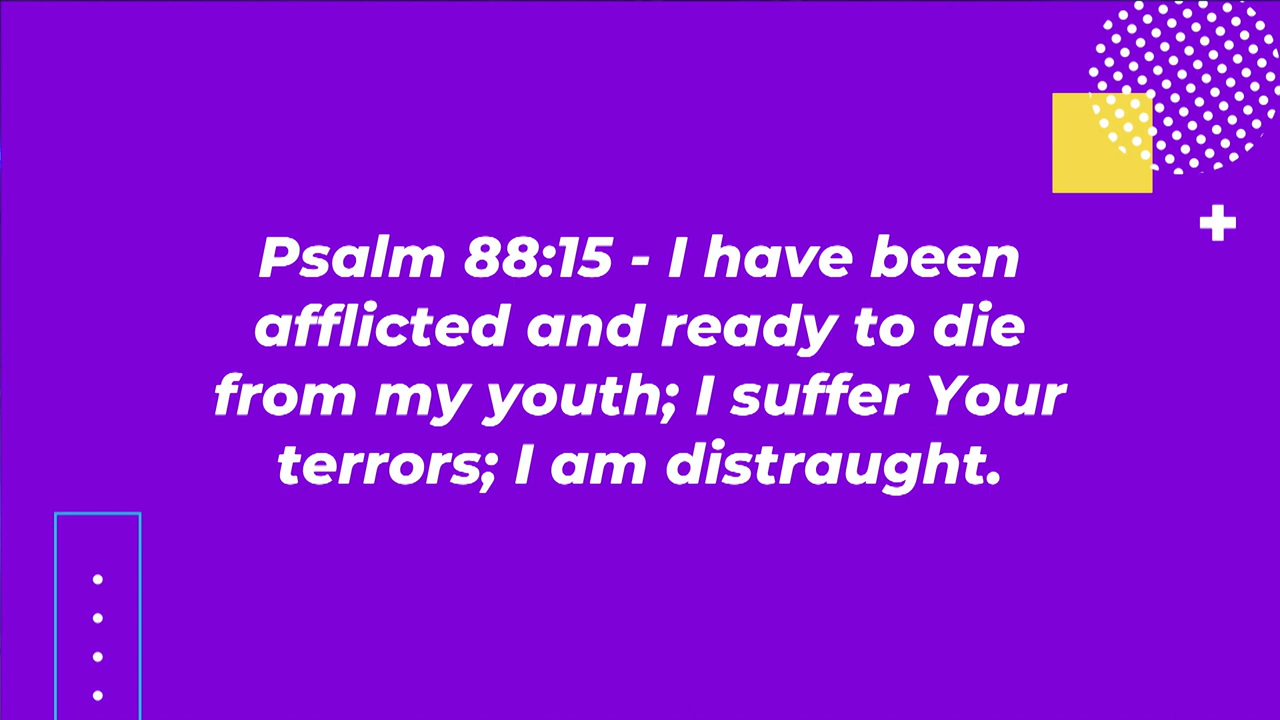 Psalm 88:15 - I have been
afflicted and ready to die
from my youth; I suffer Your
terrors; I am distraught.